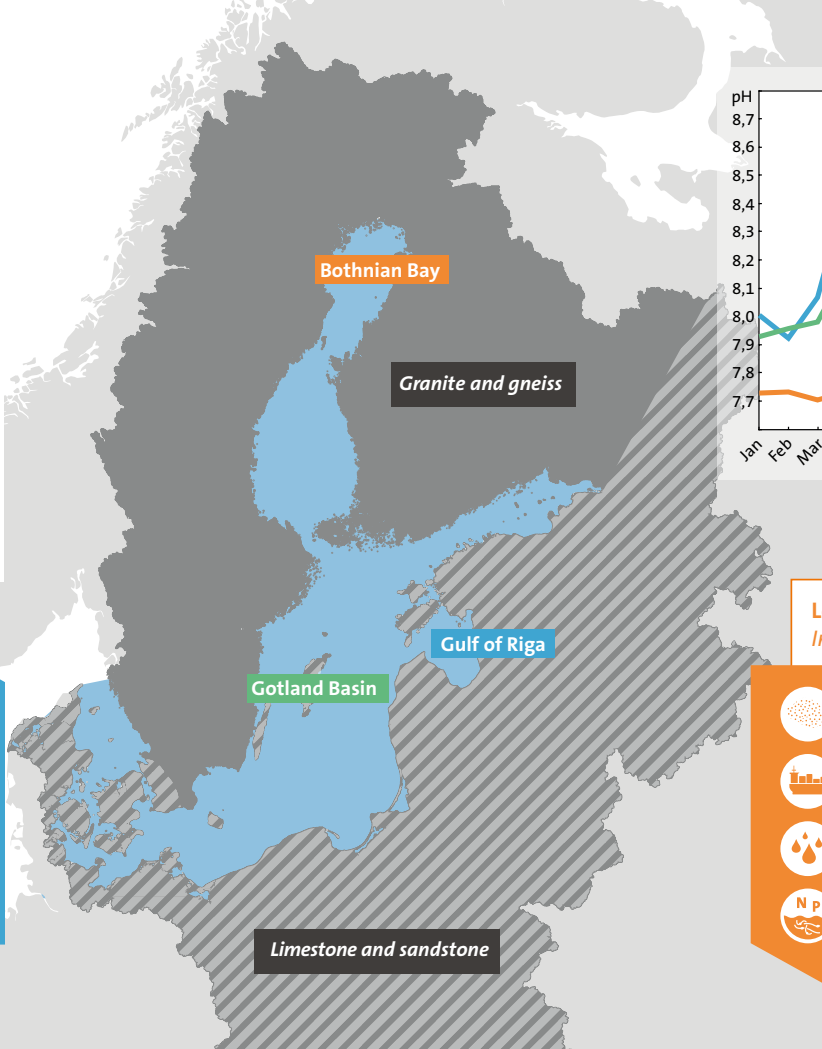 pH
8,7
8,6
8,5
8,4
8,3
8,2
8,1
8,0
7,9
7,8
7,7
Jan
Feb
Mar
Bothnian Bay
Granite and gneiss
Gulf of Riga
Gotland Basin
Limestone and sandstone
L
N P